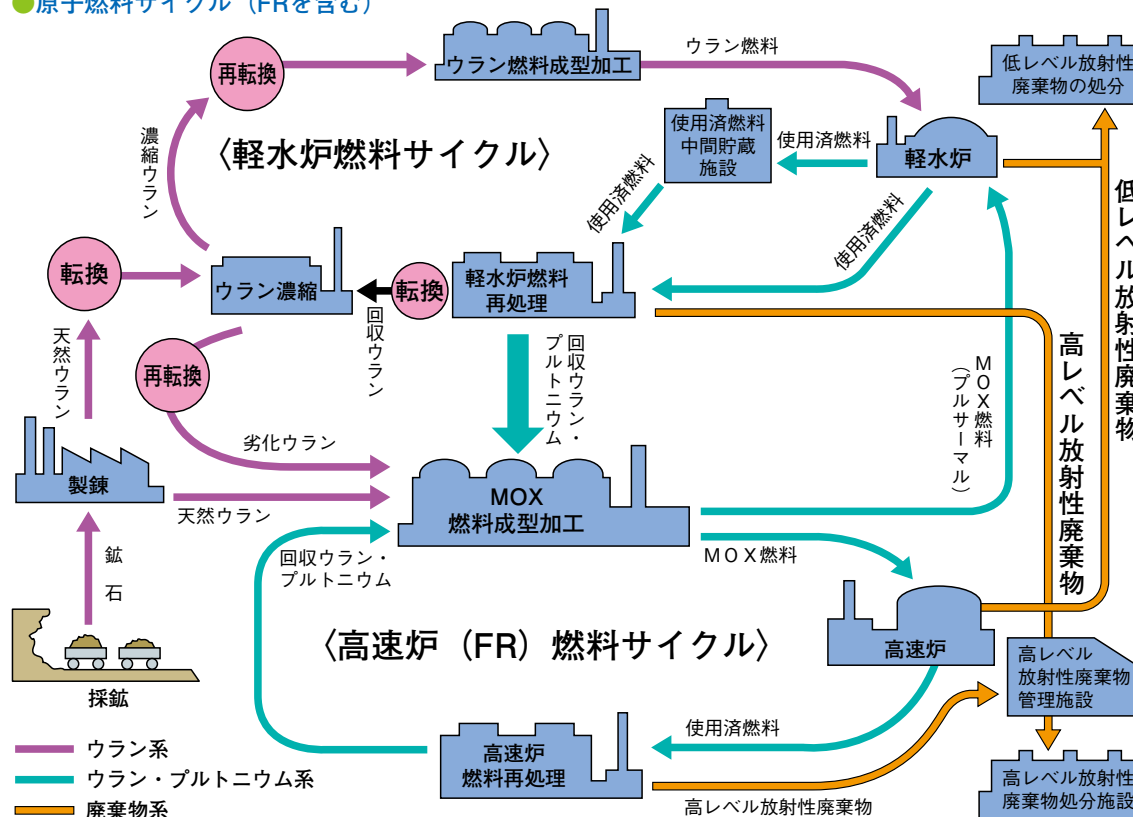 ●原子燃料サイクル（FRを含む）
再転換
ウラン燃料成型加工
ウラン燃料
低レベル放射性
廃棄物の処分
濃縮ウラン
〈軽水炉燃料サイクル〉
使用済燃料
中間貯蔵
施設
使用済燃料
軽水炉
使用済燃料
使用済燃料
低レベル放射性廃棄物
転換
ウラン濃縮
転換
回収ウラン
軽水炉燃料
再処理
天然ウラン
再転換
回収ウラン・
プルトニウム
MOX燃料
（プルサーマル）
高レベル放射性廃棄物
劣化ウラン
製錬
天然ウラン
MOX
燃料成型加工
鉱石
回収ウラン・
プルトニウム
MOX燃料
〈高速炉（FR）燃料サイクル〉
高速炉
高レベル
放射性廃棄物
管理施設
採鉱
使用済燃料
高速炉
燃料再処理
高レベル放射性廃棄物
高レベル放射性
廃棄物処分施設
ウラン系
ウラン・プルトニウム系
廃棄物系